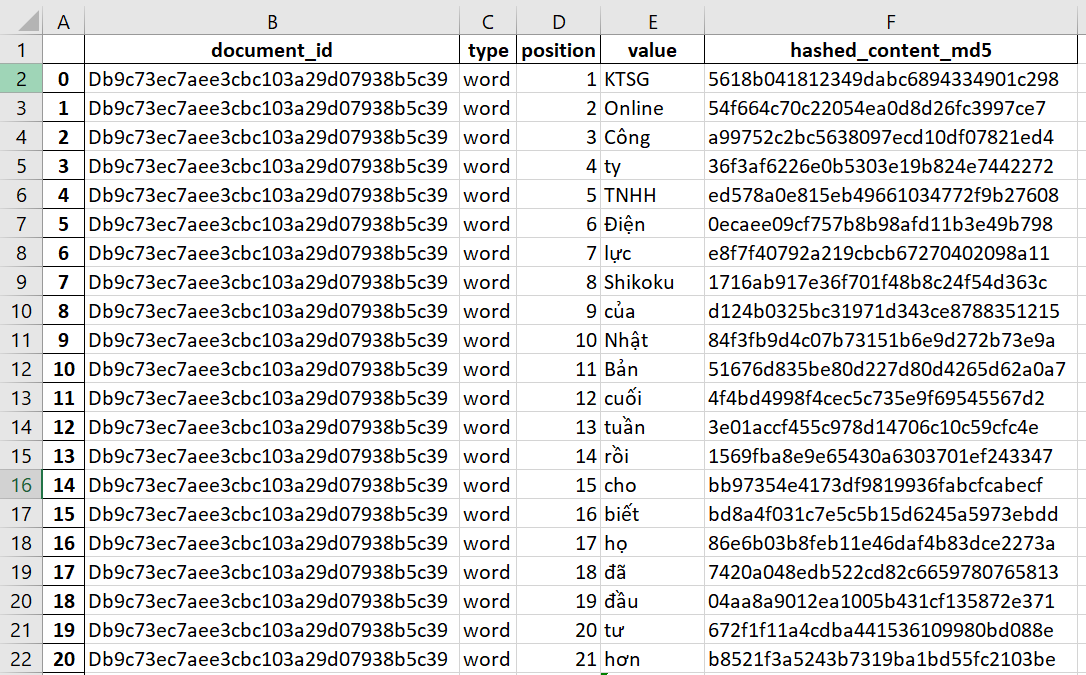 A B C D E F
1 document_id type position value hashed_content_md5
2 0 Db9c73ec7aee3cbc103a29d07938b5c39 word 1 KTSG 5618b041812349dabc6894334901c298
3 1 Db9c73ec7aee3cbc103a29d07938b5c39 word 2 Online 54f664c70c22054ea0d8d26fc3997ce7
4 2 Db9c73ec7aee3cbc103a29d07938b5c39 word 3 Công a99752c2bc5638097ecd10df07821ed4
5 3 Db9c73ec7aee3cbc103a29d07938b5c39 word 4 ty 36f3af6226e0b5303e19b824e7442272
6 4 Db9c73ec7aee3cbc103a29d07938b5c39 word 5 TNHH ed578a0e815eb49661034772f9b27608
7 5 Db9c73ec7aee3cbc103a29d07938b5c39 word 6 Điện 0ecaee09cf757b8b98afd11b3e49b798
8 6 Db9c73ec7aee3cbc103a29d07938b5c39 word 7 lực e8f7f40792a219cbcb67270402098a11
9 7 Db9c73ec7aee3cbc103a29d07938b5c39 word 8 Shikoku 1716ab917e36f701f48b8c24f54d363c
10 8 Db9c73ec7aee3cbc103a29d07938b5c39 word 9 của d124b0325bc31971d343ce8788351215
11 9 Db9c73ec7aee3cbc103a29d07938b5c39 word 10 Nhật 84f3fb9d4c07b73151b6e9d272b73e9a
12 10 Db9c73ec7aee3cbc103a29d07938b5c39 word 11 Bản 51676d835be80d227d80d4265d62a0a7
13 11 Db9c73ec7aee3cbc103a29d07938b5c39 word 12 cuối 4f4bd4998f4cec5c735e9f69545567d2
14 12 Db9c73ec7aee3cbc103a29d07938b5c39 word 13 tuần 3e01accf455c978d14706c10c59cfc4e
15 13 Db9c73ec7aee3cbc103a29d07938b5c39 word 14 rồi 1569fba8e9e65430a6303701ef243347
16 14 Db9c73ec7aee3cbc103a29d07938b5c39 word 15 cho bb97354e4173df9819936fabcfcabecf
17 15 Db9c73ec7aee3cbc103a29d07938b5c39 word 16 biết bd8a4f031c7e5c5b15d6245a5973ebdd
18 16 Db9c73ec7aee3cbc103a29d07938b5c39 word 17 họ 86e6b03b8feb11e46daf4b83dce2273a
19 17 Db9c73ec7aee3cbc103a29d07938b5c39 word 18 đã 7420a048edb522cd82c6659780765813
20 18 Db9c73ec7aee3cbc103a29d07938b5c39 word 19 đầu 04aa8a9012ea1005b431cf135872e371
21 19 Db9c73ec7aee3cbc103a29d07938b5c39 word 20 tư 672f1f11a4cdba441536109980bd088e
22 20 Db9c73ec7aee3cbc103a29d07938b5c39 word 21 hơn b8521f3a5243b7319ba1bd55fc2103be